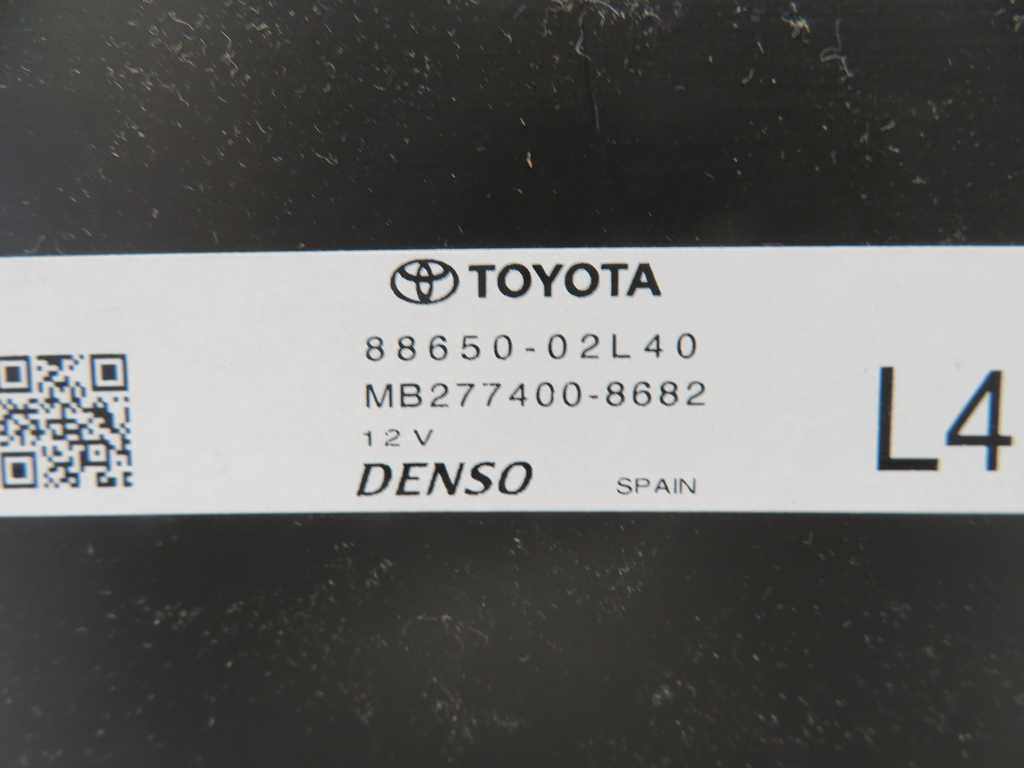 TOYOTA
88650-02L40
MB277400-8682
12V
DENSO SPAIN
L4